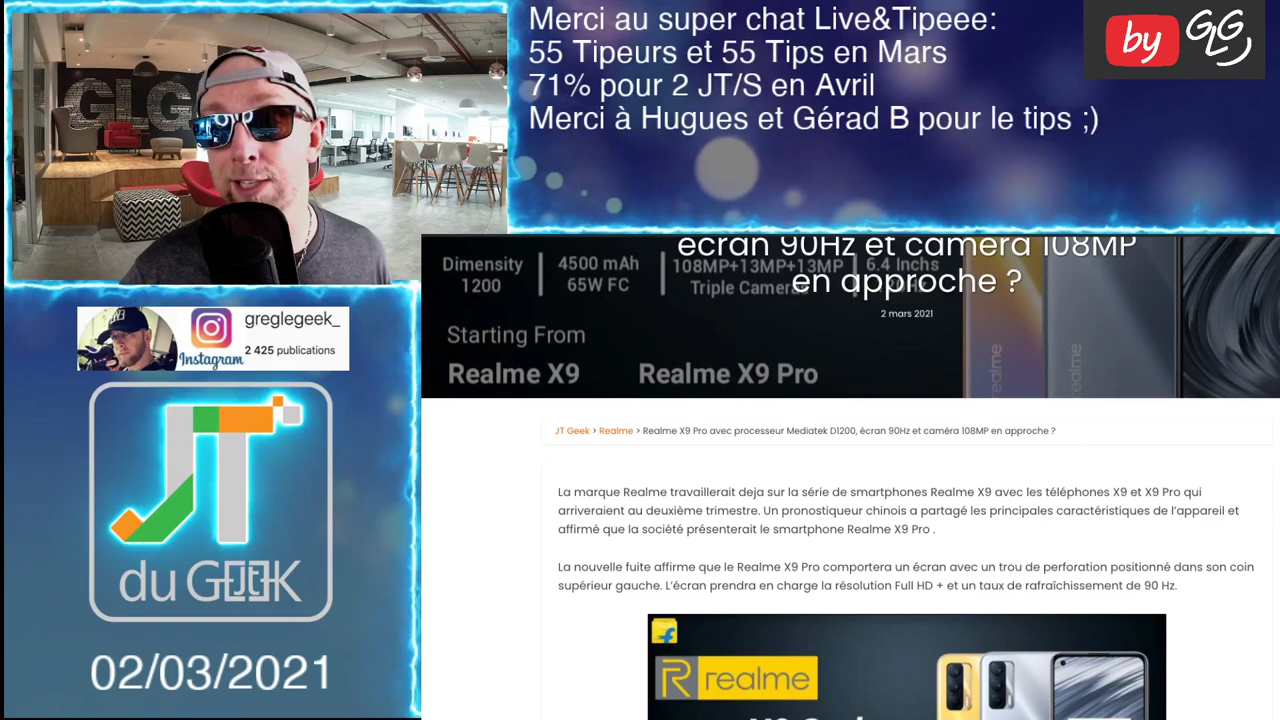 GLG
Merci au super chat Live&Tipeee:
55 Tipeurs et 55 Tips en Mars
71% pour 2 JT/S en Avril
Merci à Hugues et Gérad B pour le tips ;)
by GLG
greglegeek_
Instagram
2 425 publications
JT
du GEEK
02/03/2021
écran 90Hz et caméra 108MP
en approche ?
2 mars 2021
Dimensity
1200
4500 mAh
65W FC
108MP+13MP+13MP
Triple Camera
6.4 Inchs
Starting From
Realme X9
Realme X9 Pro
realme
realme
JT Geek > Realme > Realme X9 Pro avec processeur Mediatek D1200, écran 90Hz et caméra 108MP en approche ?
La marque Realme travaillerait deja sur la série de smartphones Realme X9 avec les téléphones X9 et X9 Pro qui
arriveraient au deuxième trimestre. Un pronostiqueur chinois a partagé les principales caractéristiques de l'appareil et
affirmé que la société présenterait le smartphone Realme X9 Pro .
La nouvelle fuite affirme que le Realme X9 Pro comportera un écran avec un trou de perforation positionné dans son coin
supérieur gauche. L'écran prendra en charge la résolution Full HD + et un taux de rafraîchissement de 90 Hz.
realme